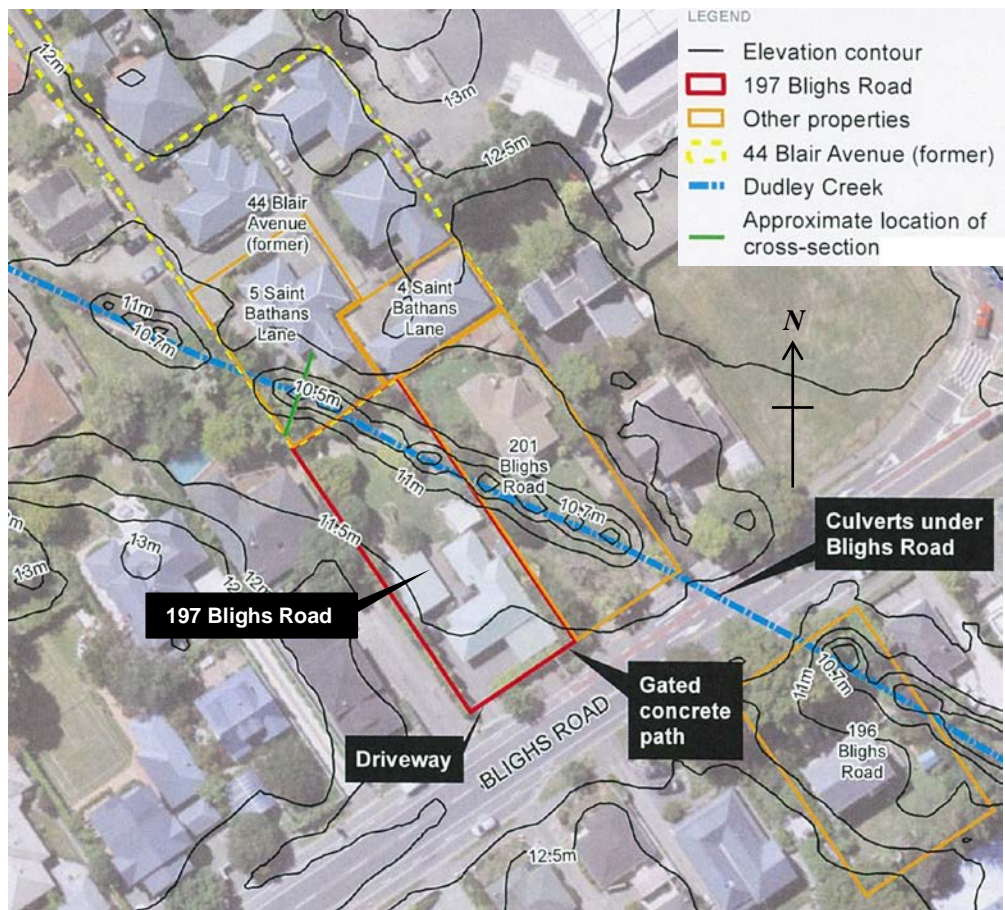 LEGEND
Elevation contour
197 Blighs Road
Other properties
44 Blair Avenue (former)
Dudley Creek
Approximate location of
cross-section
12m
13m
12.5m
44 Blair
Avenue
(former)
5 Saint
Bathans
Lane
4 Saint
Bathans
Lane
11m
10.7m
10.5m
N
201
Blighs
Road
11m
10.7m
11.5m
13m
13m
12m
Culverts under
Blighs Road
197 Blighs Road
Gated
concrete
path
Driveway
BLIGHS ROAD
11m
10.7m
196
Blighs
Road
12.5m